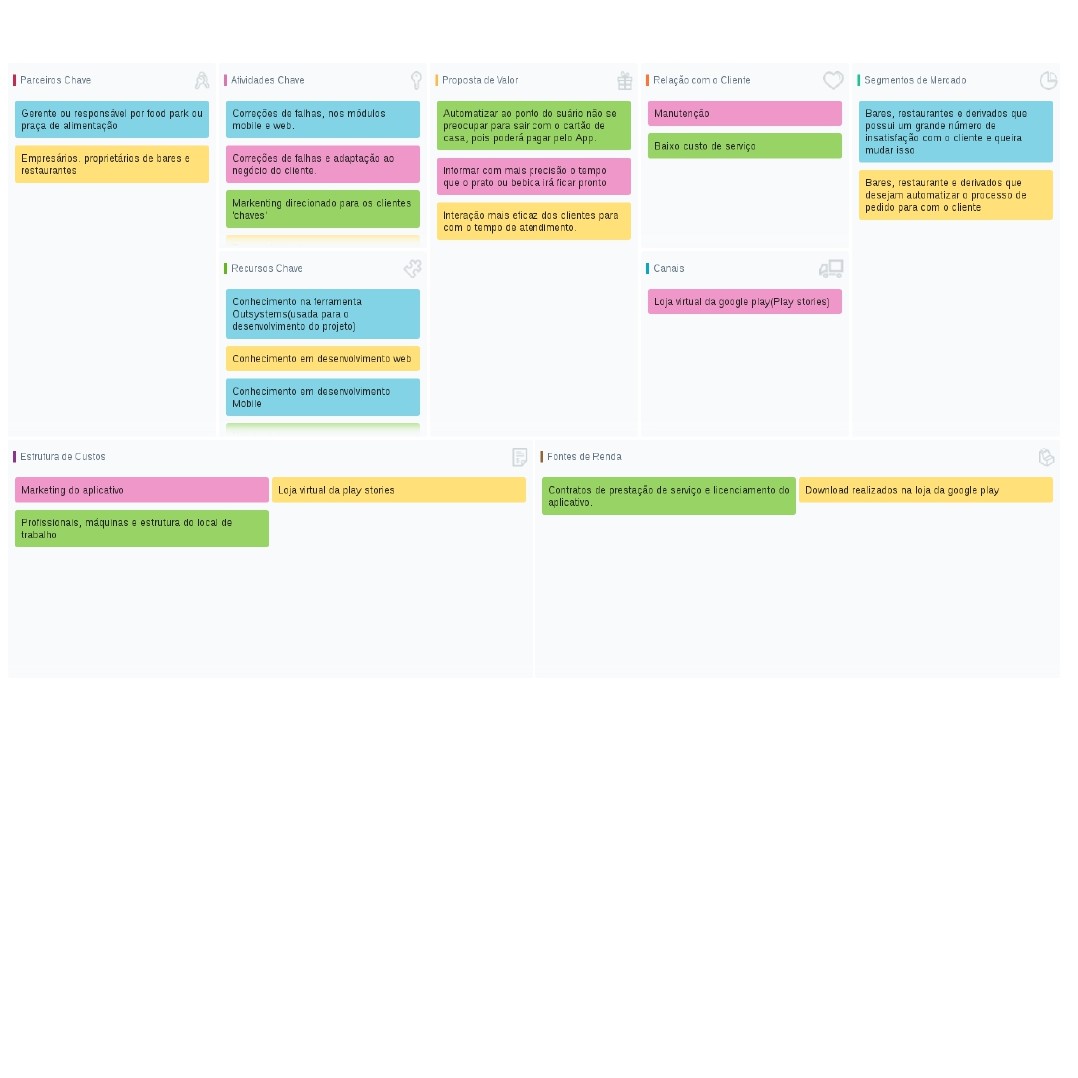 Parceiros Chave
Gerente ou responsável por food park ou
praça de alimentação
Empresários, proprietários de bares e
restaurantes
Atividades Chave
Correções de falhas, nos módulos
mobile e web.
Correções de falhas e adaptação ao
negócio do cliente.
Markenting direcionado para os clientes
'chaves'
Recursos Chave
Conhecimento na ferramenta
Outsystems(usada para o
desenvolvimento do projeto)
Conhecimento em desenvolvimento web
Conhecimento em desenvolvimento
Mobile
Proposta de Valor
Automatizar ao ponto do suário não se
preocupar para sair com o cartão de
casa, pois poderá pagar pelo App.
Informar com mais precisão o tempo
que o prato ou bebica irá ficar pronto
Interação mais eficaz dos clientes para
com o tempo de atendimento.
Relação com o Cliente
Manutenção
Baixo custo de serviço
Canais
Loja virtual da google play(Play stories)
Segmentos de Mercado
Bares, restaurantes e derivados que
possui um grande número de
insatisfação com o cliente e queira
mudar isso
Bares, restaurante e derivados que
desejam automatizar o processo de
pedido para com o cliente
Estrutura de Custos
Marketing do aplicativo
Loja virtual da play stories
Profissionais, máquinas e estrutura do local de
trabalho
Fontes de Renda
Contratos de prestação de serviço e licenciamento do
aplicativo.
Download realizados na loja da google play